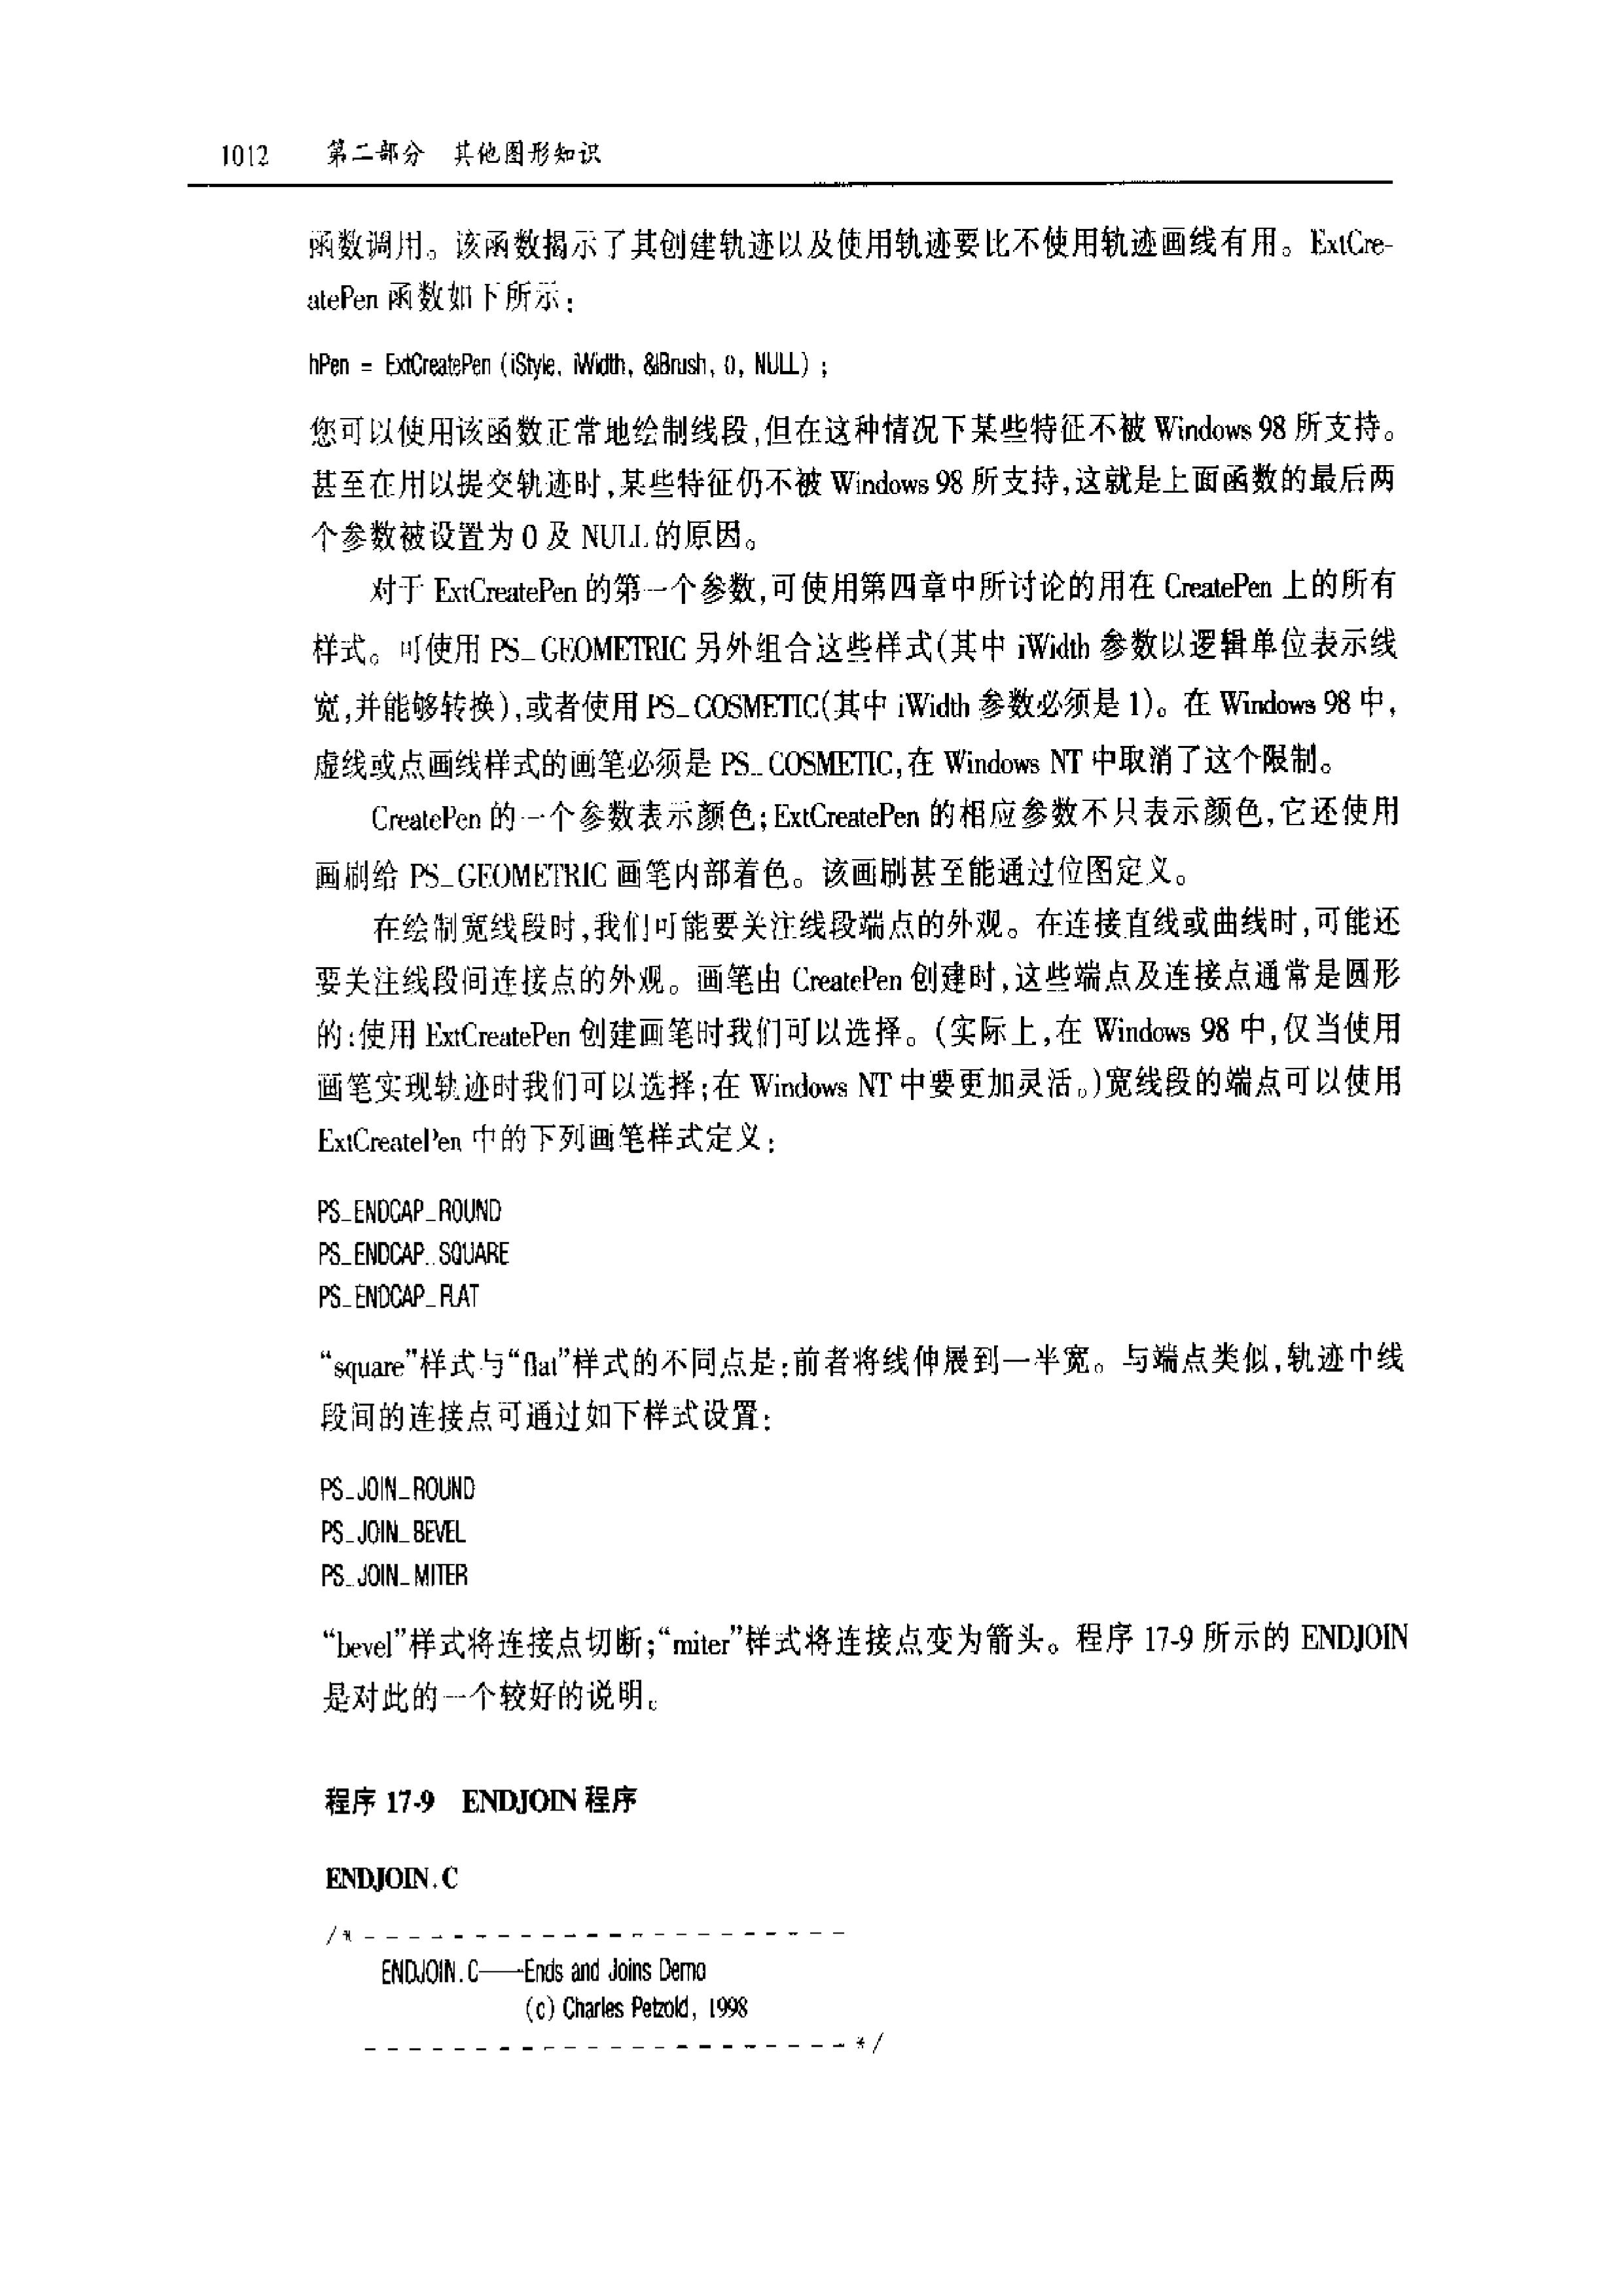 1012 第二部分 其他图形知识
函数调用。该函数揭示了其创建轨迹以及使用轨迹要比不使用轨迹画线有用。ExtCre-
atePen 函数如下所示：
hPen = ExtCreatePen (iStyle, iWidth, &lBrush, 0, NULL) ;
您可以使用该函数正常地绘制线段,但在这种情况下某些特征不被 Windows 98 所支持。
甚至在用以提交轨迹时,某些特征仍不被 Windows 98 所支持,这就是上面函数的最后两
个参数被设置为 0 及 NULL 的原因。
对于 ExtCreatePen 的第一个参数,可使用第四章中所讨论的用在 CreatePen 上的所有
样式。可使用 PS_GEOMETRIC 另外组合这些样式(其中 iWidth 参数以逻辑单位表示线
宽,并能够转换),或者使用 PS_COSMETIC(其中 iWidth 参数必须是 1)。在 Windows 98 中,
虚线或点画线样式的画笔必须是 PS_COSMETIC,在 Windows NT 中取消了这个限制。
CreatePen 的一个参数表示颜色;ExtCreatePen 的相应参数不只表示颜色,它还使用
画刷给 PS_GEOMETRIC 画笔内部着色。该画刷甚至能通过位图定义。
在绘制宽线段时,我们可能要关注线段端点的外观。在连接直线或曲线时,可能还
要关注线段间连接点的外观。画笔由 CreatePen 创建时,这些端点及连接点通常是圆形
的;使用 ExtCreatePen 创建画笔时我们可以选择。(实际上,在 Windows 98 中,仅当使用
画笔实现轨迹时我们可以选择;在 Windows NT 中要更加灵活。)宽线段的端点可以使用
ExtCreatePen 中的下列画笔样式定义：
PS_ENDCAP_ROUND
PS_ENDCAP_SQUARE
PS_ENDCAP_FLAT
“square”样式与“flat”样式的不同点是:前者将线伸展到一半宽。与端点类似,轨迹中线
段间的连接点可通过如下样式设置：
PS_JOIN_ROUND
PS_JOIN_BEVEL
PS_JOIN_MITER
“bevel”样式将连接点切断;“miter”样式将连接点变为箭头。程序 17-9 所示的 ENDJOIN
是对此的一个较好的说明。
程序 17-9 ENDJOIN 程序
ENDJOIN.C
/* - - - - - - - - - - - - - - - - - - - - - -
ENDJOIN.C——Ends and Joins Demo
(c) Charles Petzold, 1998
- - - - - - - - - - - - - - - - - - - - - - */